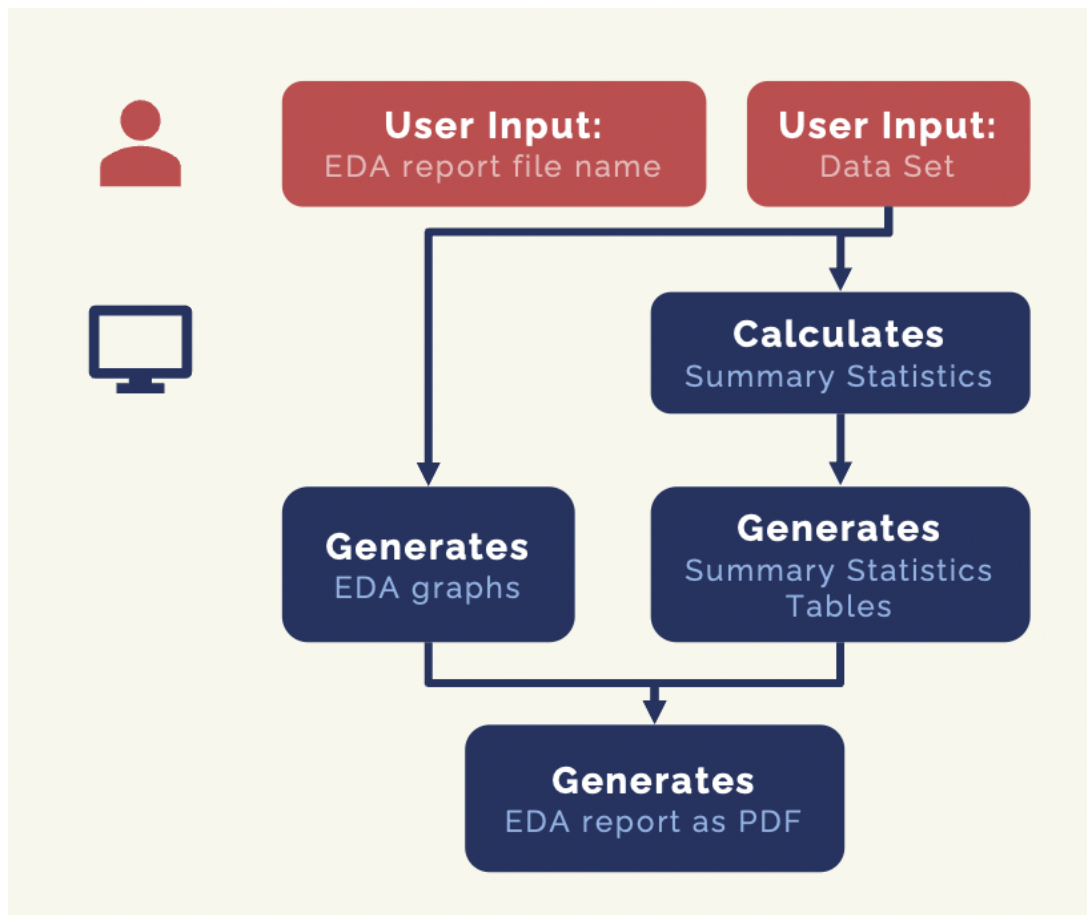 User Input:
EDA report file name
User Input:
Data Set
Calculates
Summary Statistics
Generates
EDA graphs
Generates
Summary Statistics
Tables
Generates
EDA report as PDF